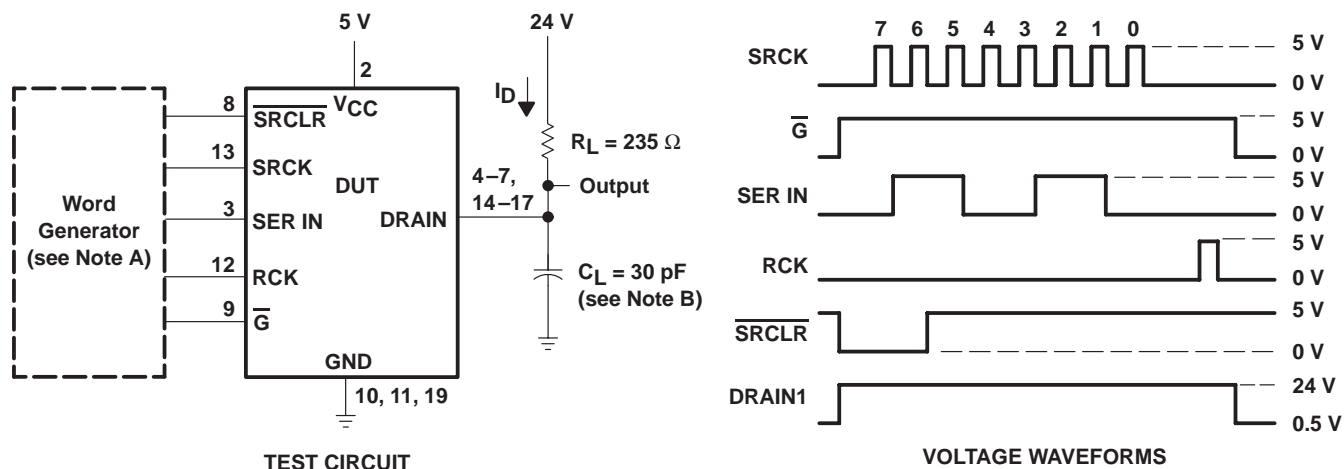 5 V
24 V
2
8
V_CC
SRCLR
I_D
13
SRCK
R_L = 235 Ω
DUT
4–7,
14–17
Output
Word
Generator
(see Note A)
3
SER IN
DRAIN
12
RCK
C_L = 30 pF
(see Note B)
9
G
GND
10, 11, 19
TEST CIRCUIT
7 6 5 4 3 2 1 0
SRCK
5 V
0 V
G
5 V
0 V
SER IN
5 V
0 V
RCK
5 V
0 V
SRCLR
5 V
0 V
DRAIN1
24 V
0.5 V
VOLTAGE WAVEFORMS